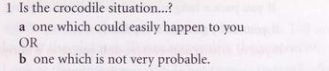 1 Is the crocodile situation...?
a one which could easily happen to you
OR
b one which is not very probable.